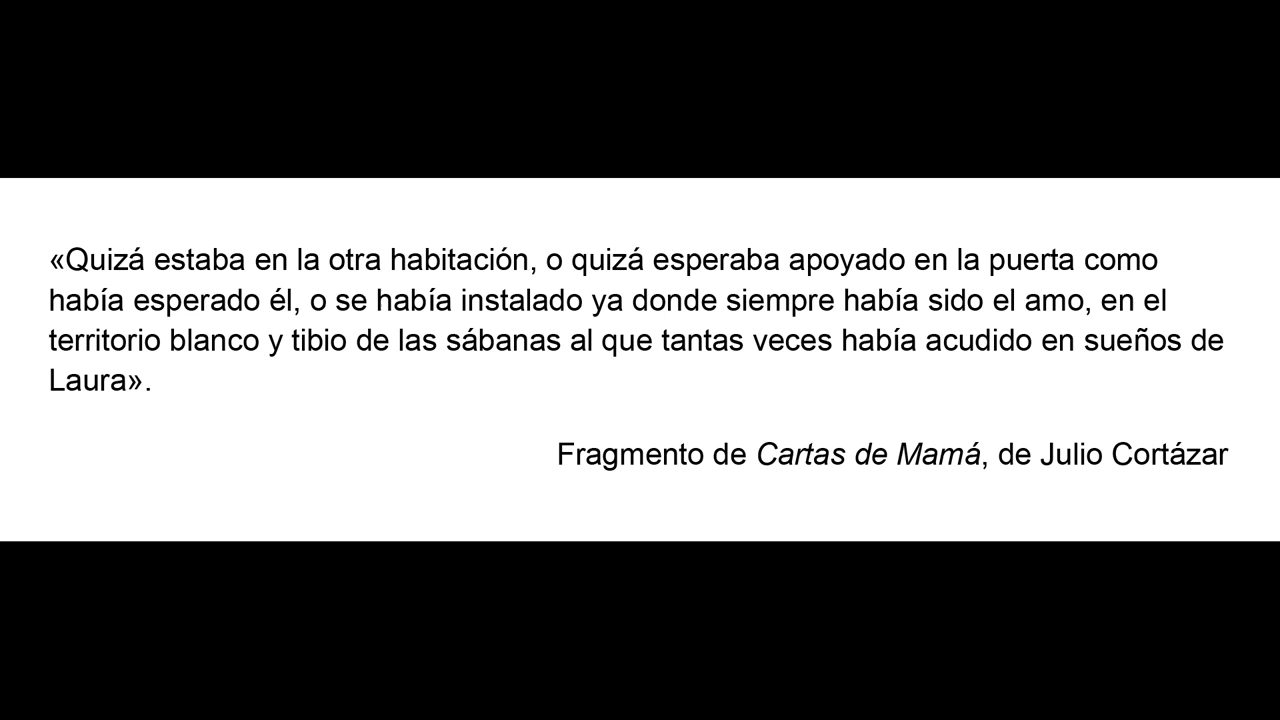 «Quizá estaba en la otra habitación, o quizá esperaba apoyado en la puerta como
había esperado él, o se había instalado ya donde siempre había sido el amo, en el
territorio blanco y tibio de las sábanas al que tantas veces había acudido en sueños de
Laura».
Fragmento de Cartas de Mamá, de Julio Cortázar